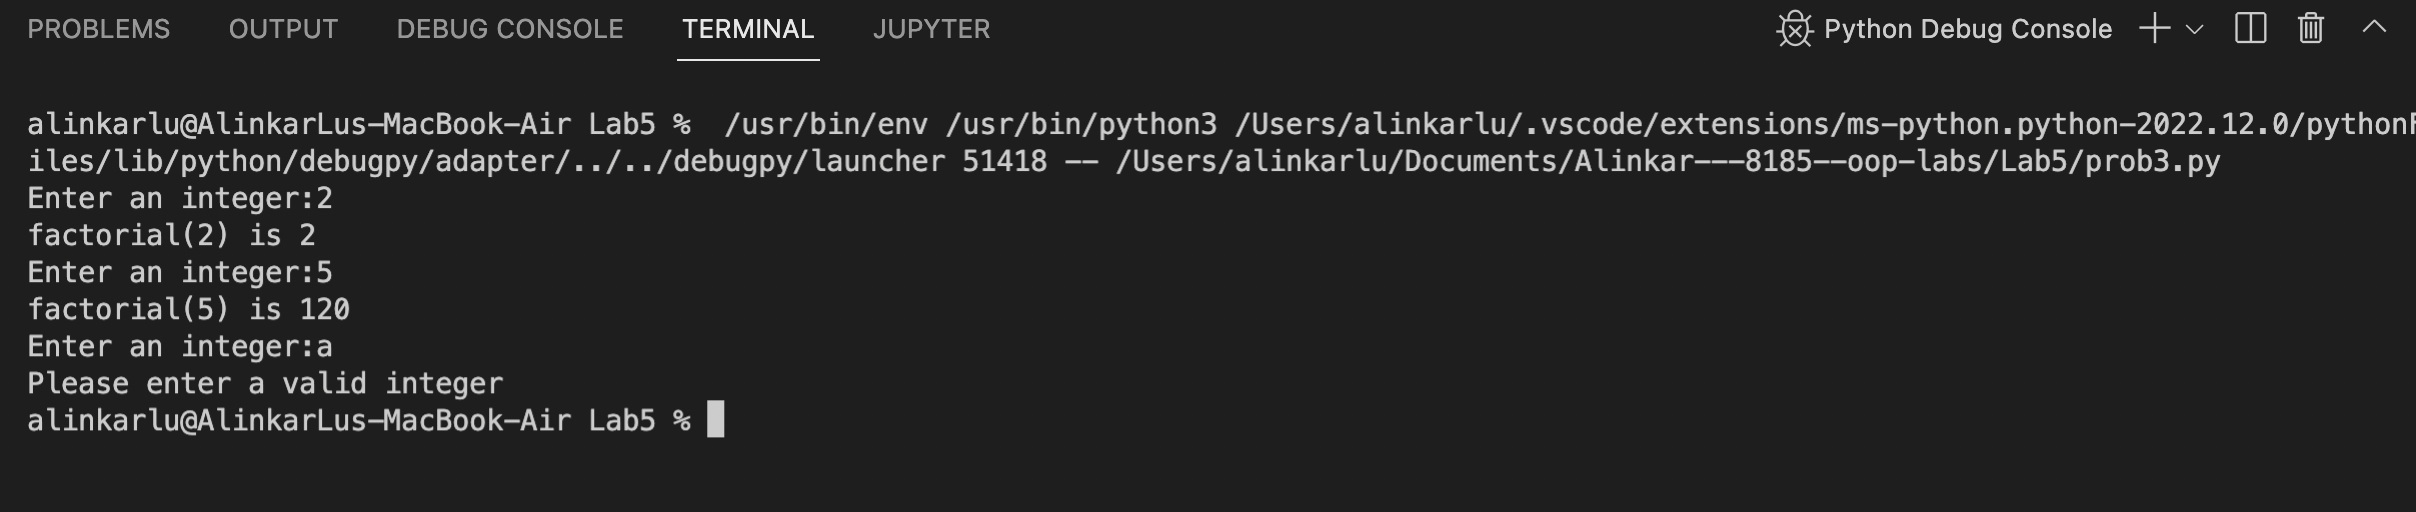 PROBLEMS OUTPUT DEBUG CONSOLE TERMINAL JUPYTER Python Debug Console
alinkarlu@AlinkarLus-MacBook-Air Lab5 %  /usr/bin/env /usr/bin/python3 /Users/alinkarlu/.vscode/extensions/ms-python.python-2022.12.0/pythonF
iles/lib/python/debugpy/adapter/../../debugpy/launcher 51418 -- /Users/alinkarlu/Documents/Alinkar---8185--oop-labs/Lab5/prob3.py
Enter an integer:2
factorial(2) is 2
Enter an integer:5
factorial(5) is 120
Enter an integer:a
Please enter a valid integer
alinkarlu@AlinkarLus-MacBook-Air Lab5 %